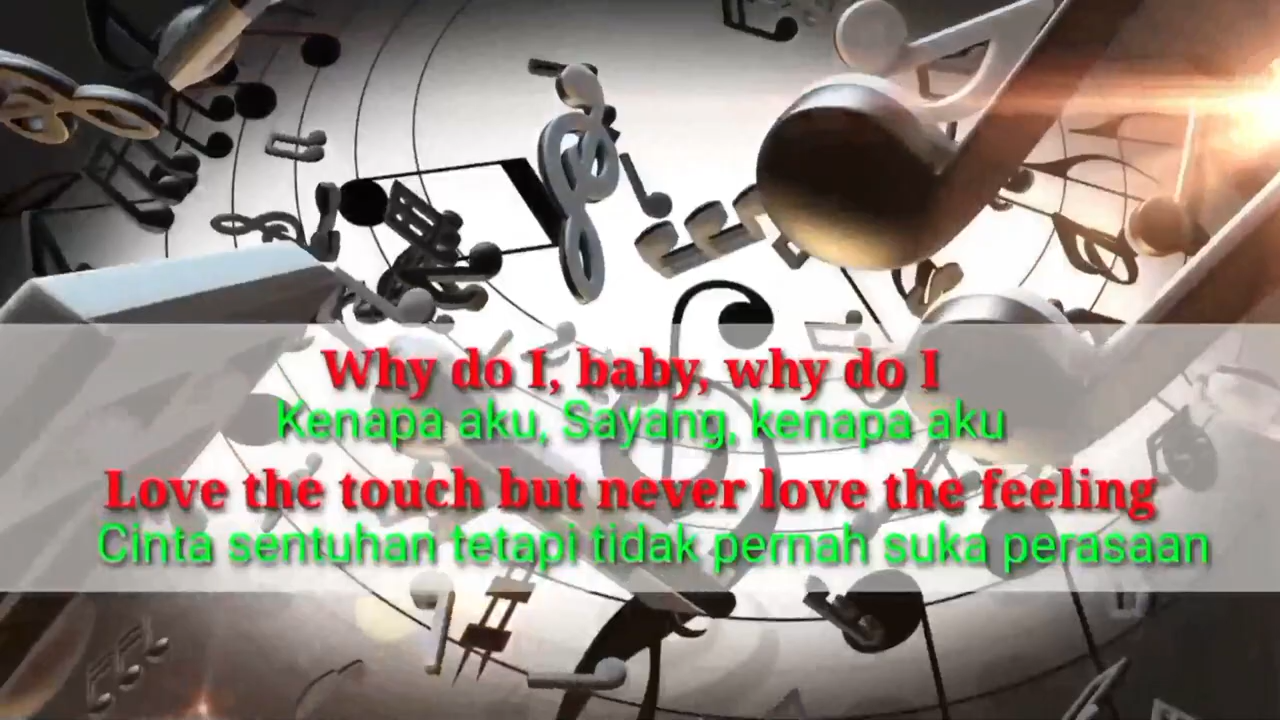 Why do I, baby, why do I
Kenapa aku, Sayang, kenapa aku
Love the touch but never love the feeling
Cinta sentuhan tetapi tidak pernah suka perasaan